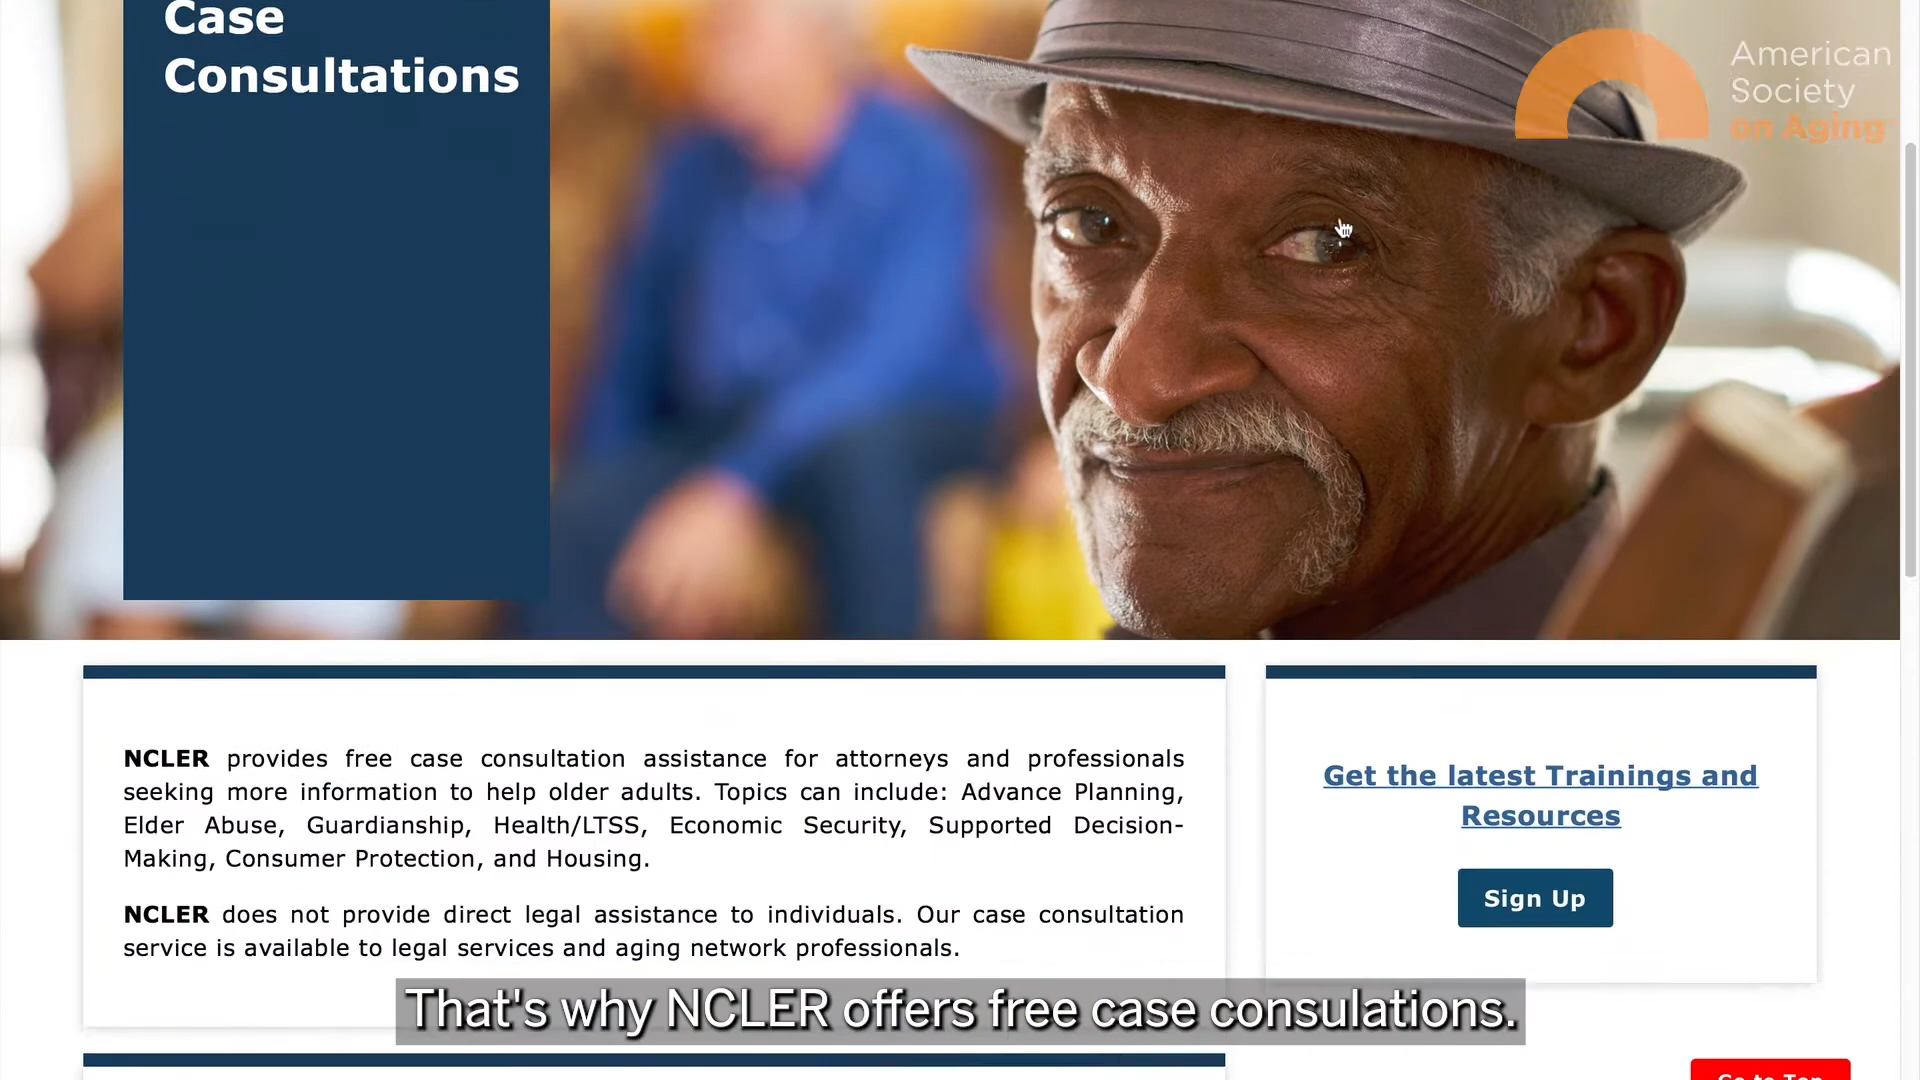 Case
Consultations
American
Society
on Aging
NCLER provides free case consultation assistance for attorneys and professionals
seeking more information to help older adults. Topics can include: Advance Planning,
Elder Abuse, Guardianship, Health/LTSS, Economic Security, Supported Decision-
Making, Consumer Protection, and Housing.
NCLER does not provide direct legal assistance to individuals. Our case consultation
service is available to legal services and aging network professionals.
Get the latest Trainings and
Resources
Sign Up
That's why NCLER offers free case consulations.
Go to Top